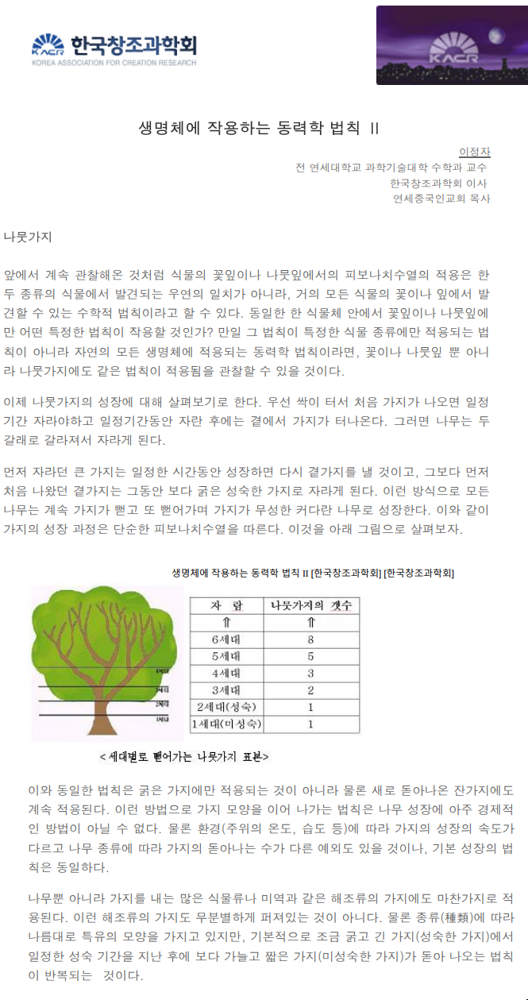 한국창조과학회
KACR
KOREA ASSOCIATION FOR CREATION RESEARCH
KACR
생명체에 작용하는 동력학 법칙 Ⅱ
이정자
전 연세대학교 과학기술대학 수학과 교수
한국창조과학회 이사
연세중국인교회 목사
나뭇가지
앞에서 계속 관찰해온 것처럼 식물의 꽃잎이나 나뭇잎에서의 피보나치수열의 적용은 한
두 종류의 식물에서 발견되는 우연의 일치가 아니라, 거의 모든 식물의 꽃이나 잎에서 발
견할 수 있는 수학적 법칙이라고 할 수 있다. 동일한 한 식물체 안에서 꽃잎이나 나뭇잎에
만 어떤 특정한 법칙이 작용할 것인가? 만일 그 법칙이 특정한 식물 종류에만 적용되는 법
칙이 아니라 자연의 모든 생명체에 적용되는 동력학 법칙이라면, 꽃이나 나뭇잎 뿐 아니
라 나뭇가지에도 같은 법칙이 적용됨을 관찰할 수 있을 것이다.
이제 나뭇가지의 성장에 대해 살펴보기로 한다. 우선 싹이 터서 처음 가지가 나오면 일정
기간 자라야하고 일정기간동안 자란 후에는 곁에서 가지가 터나온다. 그러면 나무는 두
갈래로 갈라져서 자라게 된다.
먼저 자라던 큰 가지는 일정한 시간동안 성장하면 다시 곁가지를 낼 것이고, 그보다 먼저
처음 나왔던 곁가지는 그동안 보다 굵은 성숙한 가지로 자라게 된다. 이런 방식으로 모든
나무는 계속 가지가 뻗고 또 뻗어가며 가지가 무성한 커다란 나무로 성장한다. 이와 같이
가지의 성장 과정은 단순한 피보나치수열을 따른다. 이것을 아래 그림으로 살펴보자.
생명체에 작용하는 동력학 법칙 II [한국창조과학회] [한국창조과학회]
자 람 나뭇가지의 갯수
⇑ ⇑
6세대 8
5세대 5
4세대 3
3세대 2
2세대(성숙) 1
1세대(미성숙) 1
4세대
3세대
2세대
1세대
<세대별로 뻗어가는 나뭇가지 표본>
이와 동일한 법칙은 굵은 가지에만 적용되는 것이 아니라 물론 새로 돋아나온 잔가지에도
계속 적용된다. 이런 방법으로 가지 모양을 이어 나가는 법칙은 나무 성장에 아주 경제적
인 방법이 아닐 수 없다. 물론 환경(주위의 온도, 습도 등)에 따라 가지의 성장의 속도가
다르고 나무 종류에 따라 가지의 돋아나는 수가 다른 예외도 있을 것이나, 기본 성장의 법
칙은 동일하다.
나무뿐 아니라 가지를 내는 많은 식물류나 미역과 같은 해조류의 가지에도 마찬가지로 적
용된다. 이런 해조류의 가지도 무분별하게 퍼져있는 것이 아니다. 물론 종류(種類)에 따라
나름대로 특유의 모양을 가지고 있지만, 기본적으로 조금 굵고 긴 가지(성숙한 가지)에서
일정한 성숙 기간을 지난 후에 보다 가늘고 짧은 가지(미성숙한 가지)가 돋아 나오는 법칙
이 반복되는 것이다.